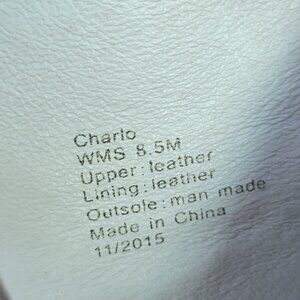 Charlo
WMS 8.5M
Upper:leather
Lining:leather
Outsole:man made
Made in China
11/2015